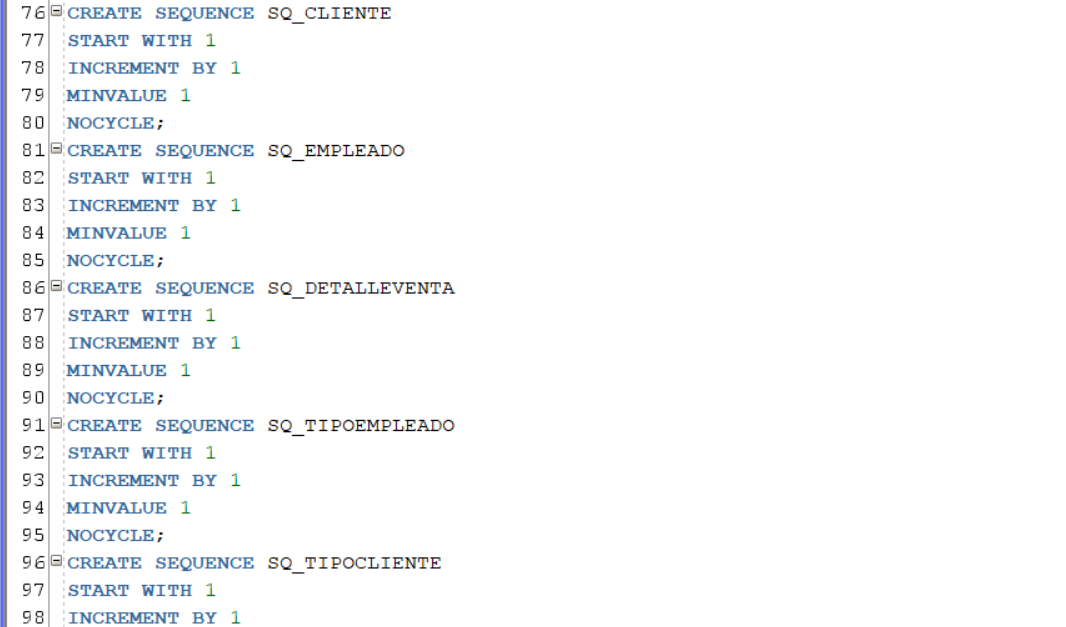 76 CREATE SEQUENCE SQ_CLIENTE
77 START WITH 1
78 INCREMENT BY 1
79 MINVALUE 1
80 NOCYCLE;
81 CREATE SEQUENCE SQ_EMPLEADO
82 START WITH 1
83 INCREMENT BY 1
84 MINVALUE 1
85 NOCYCLE;
86 CREATE SEQUENCE SQ_DETALLEVENTA
87 START WITH 1
88 INCREMENT BY 1
89 MINVALUE 1
90 NOCYCLE;
91 CREATE SEQUENCE SQ_TIPOEMPLEADO
92 START WITH 1
93 INCREMENT BY 1
94 MINVALUE 1
95 NOCYCLE;
96 CREATE SEQUENCE SQ_TIPOCLIENTE
97 START WITH 1
98 INCREMENT BY 1